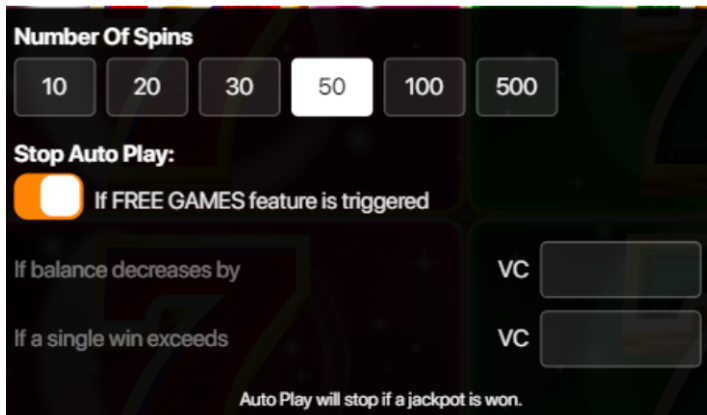 Number Of Spins
10 20 30 50 100 500
Stop Auto Play:
If FREE GAMES feature is triggered
If balance decreases by VC
If a single win exceeds VC
Auto Play will stop if a jackpot is won.